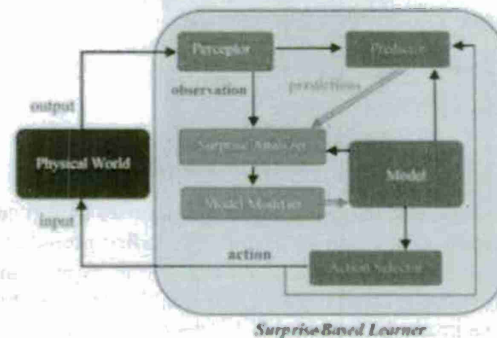 Perceptor
Predictor
output
observation
predictions
Physical World
Surprise Analyzer
Model
input
Model Modifier
action
Action Selector
Surprise-Based Learner